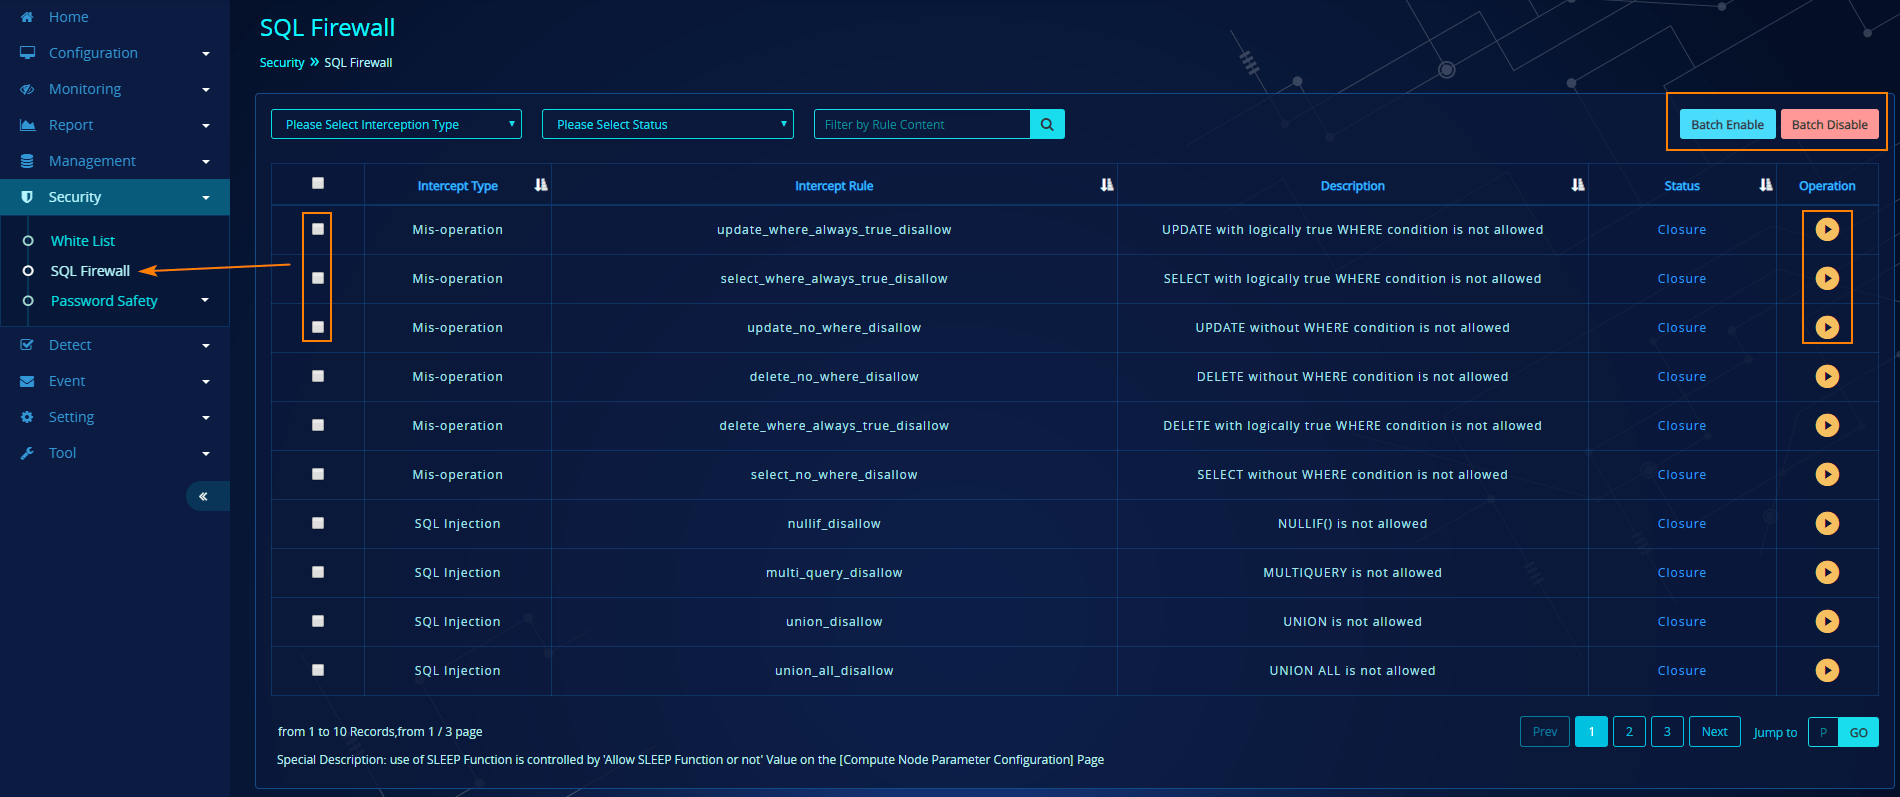 Home
Configuration
Monitoring
Report
Management
Security
White List
SQL Firewall
Password Safety
Detect
Event
Setting
Tool
SQL Firewall
Security » SQL Firewall
Please Select Interception Type
Please Select Status
Filter by Rule Content
Batch Enable
Batch Disable
Intercept Type Intercept Rule Description Status Operation
Mis-operation update_where_always_true_disallow UPDATE with logically true WHERE condition is not allowed Closure
Mis-operation select_where_always_true_disallow SELECT with logically true WHERE condition is not allowed Closure
Mis-operation update_no_where_disallow UPDATE without WHERE condition is not allowed Closure
Mis-operation delete_no_where_disallow DELETE without WHERE condition is not allowed Closure
Mis-operation delete_where_always_true_disallow DELETE with logically true WHERE condition is not allowed Closure
Mis-operation select_no_where_disallow SELECT without WHERE condition is not allowed Closure
SQL Injection nullif_disallow NULLIF() is not allowed Closure
SQL Injection multi_query_disallow MULTIQUERY is not allowed Closure
SQL Injection union_disallow UNION is not allowed Closure
SQL Injection union_all_disallow UNION ALL is not allowed Closure
from 1 to 10 Records,from 1 / 3 page
Prev 1 2 3 Next Jump to P GO
Special Description: use of SLEEP Function is controlled by 'Allow SLEEP Function or not' Value on the [Compute Node Parameter Configuration] Page